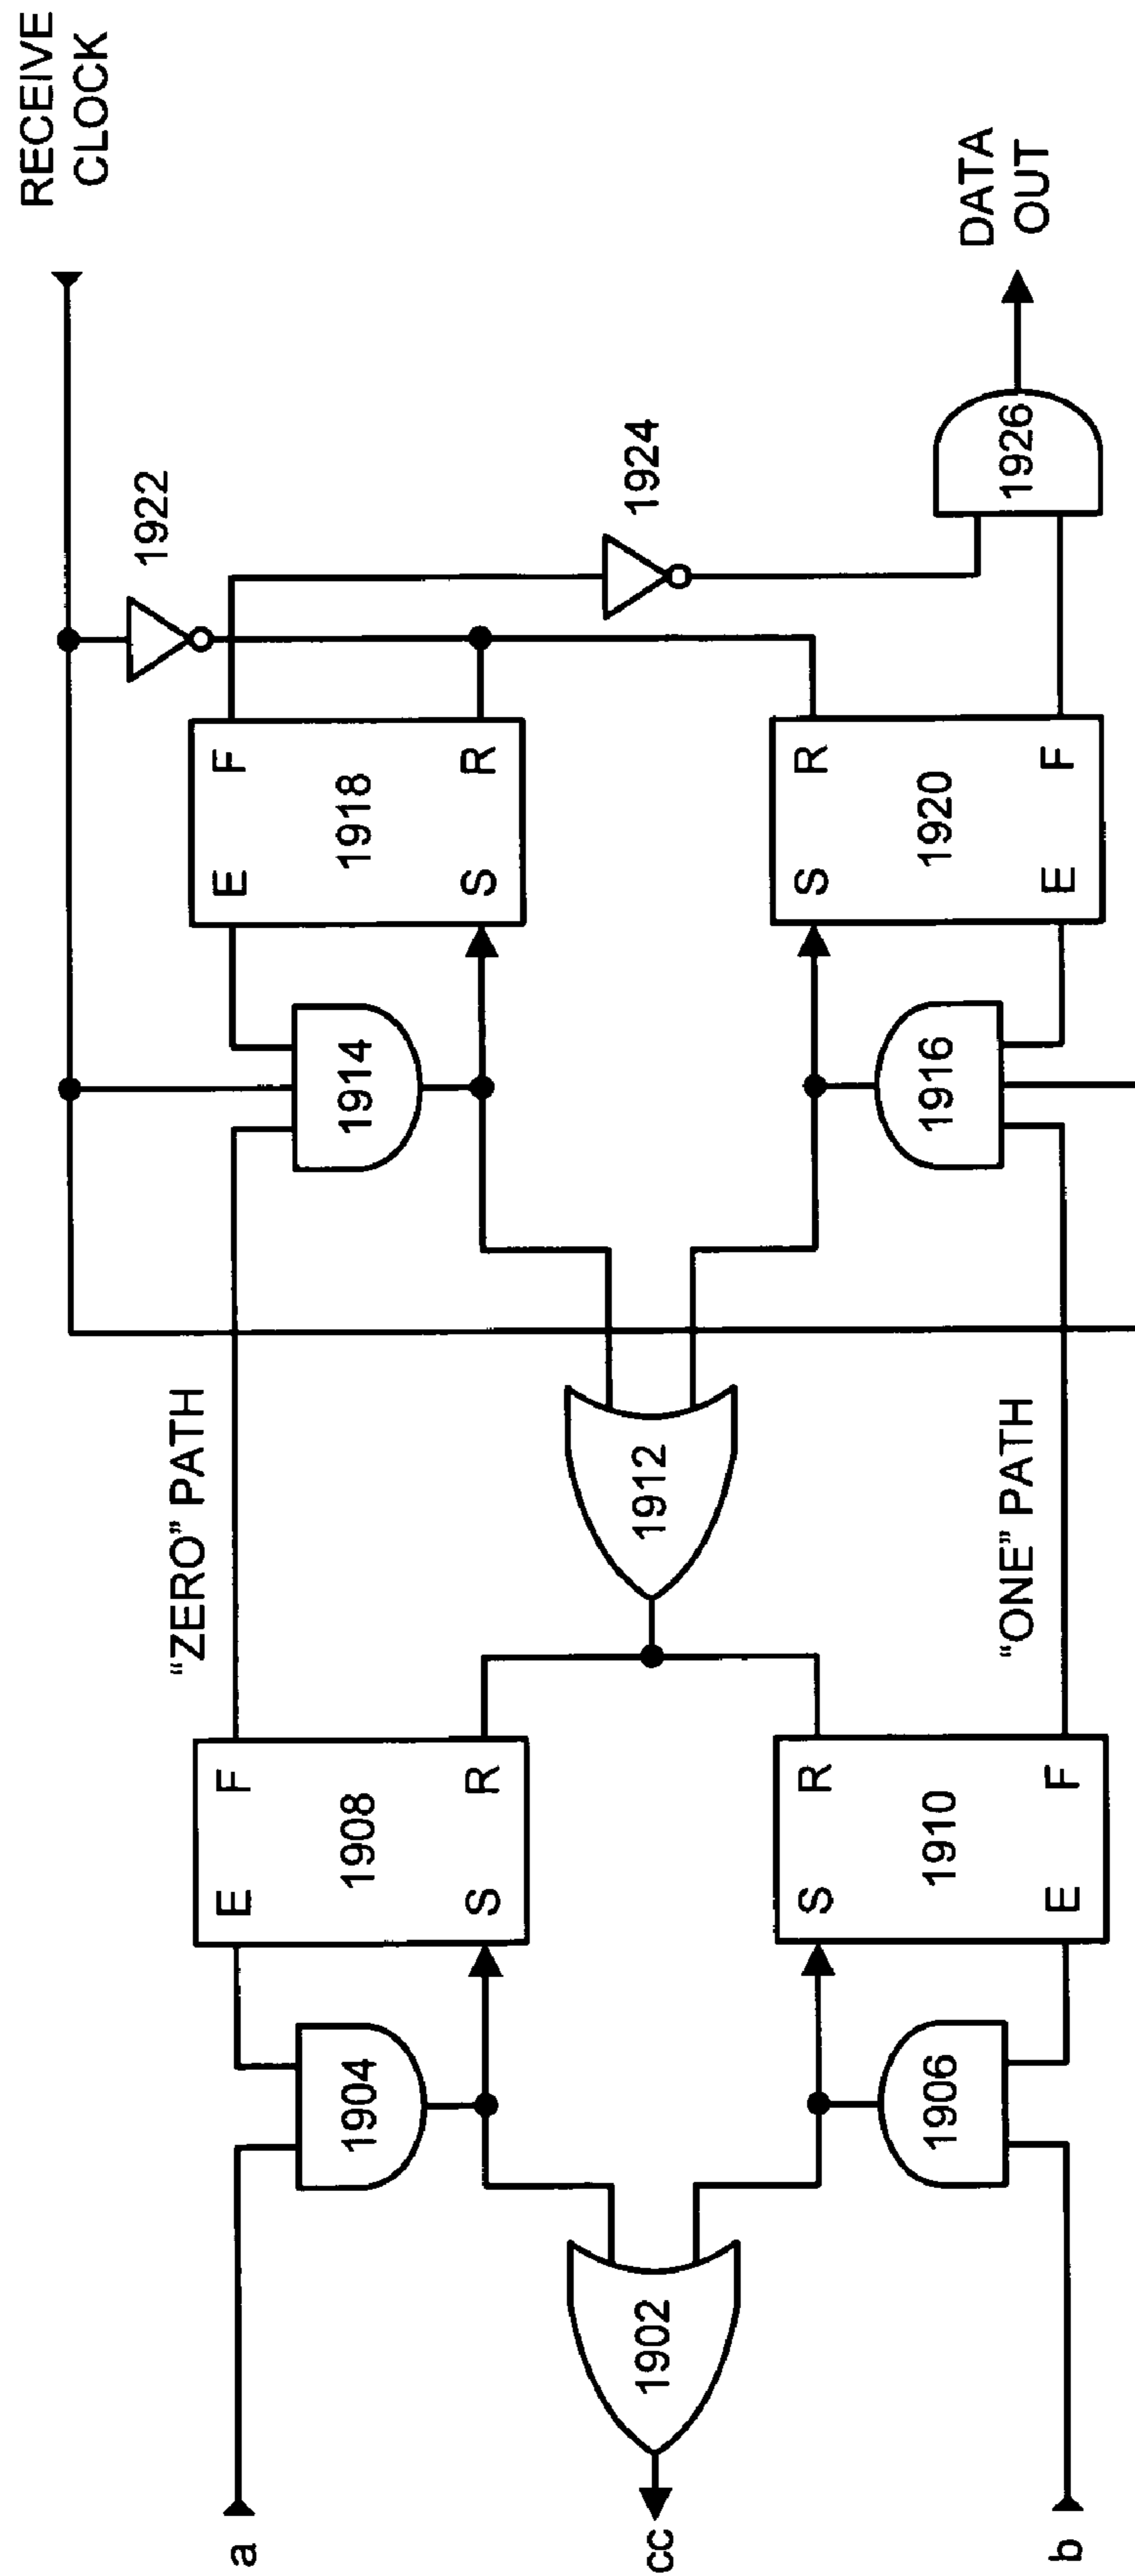 RECEIVE
CLOCK
1922
E F
1918
S R
1914
"ZERO" PATH
E F
1908
S R
1904
a
1924
DATA
OUT
1926
1912
1902
cc
S R
1920
E F
1916
"ONE" PATH
S R
1910
E F
1906
b